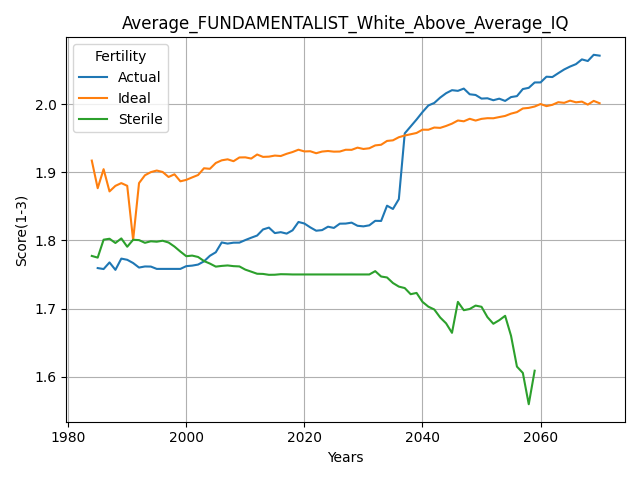 Average_FUNDAMENTALIST_White_Above_Average_IQ
Fertility
Actual
Ideal
Sterile
Score(1-3)
2.0
1.9
1.8
1.7
1.6
1980
2000
2020
2040
2060
Years